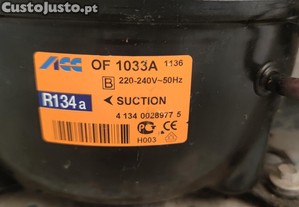 CustoJusto.pt
ACC OF 1033A 1136
B 220-240V~50Hz
R134a
SUCTION
4 134 0028977 5
H003